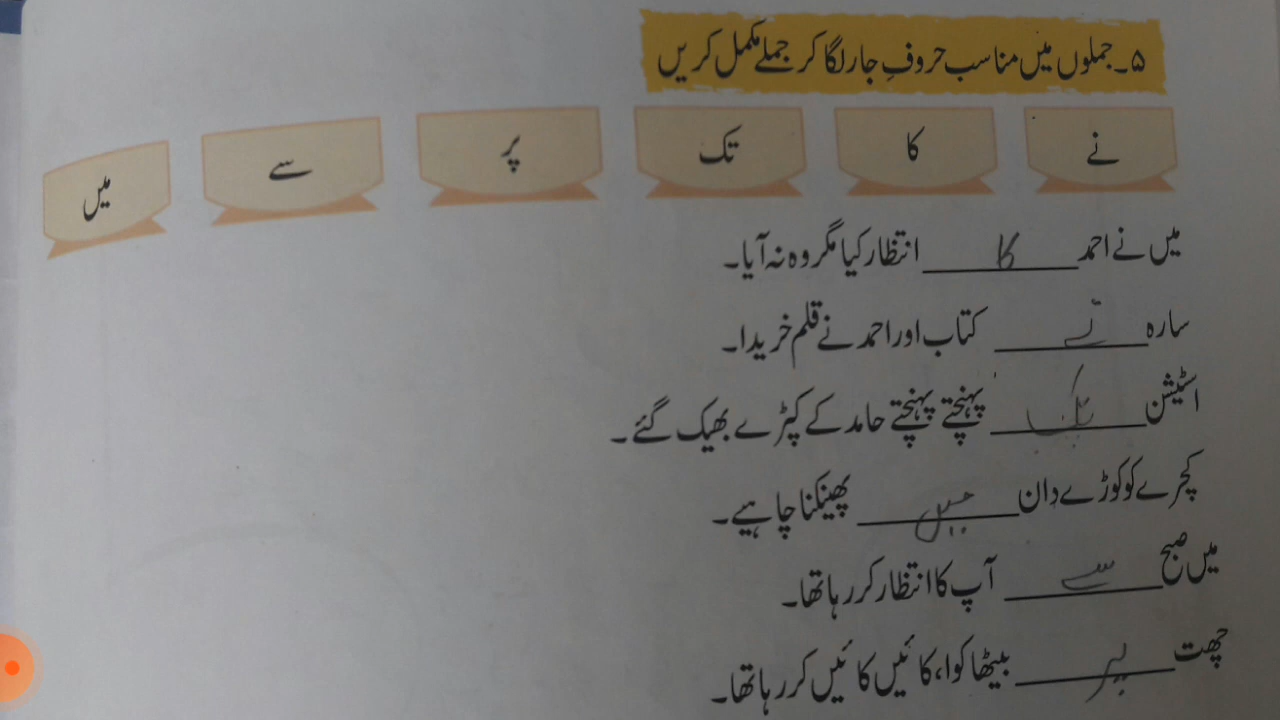 ۵۔ جملوں میں مناسب حروفِ جار لگا کر جملے مکمل کریں
نے کا تک پر سے میں
میں نے احمد کا انتظار کیا مگر وہ نہ آیا۔
سارہ نے کتاب اور احمد نے قلم خریدا۔
اسٹیشن تک پہنچتے پہنچتے حامد کے کپڑے بھیگ گئے۔
کچرے کو کوڑے دان میں پھینکنا چاہیے۔
میں صبح سے آپ کا انتظار کر رہا تھا۔
چھت پر بیٹھا کوا، کائیں کائیں کر رہا تھا۔